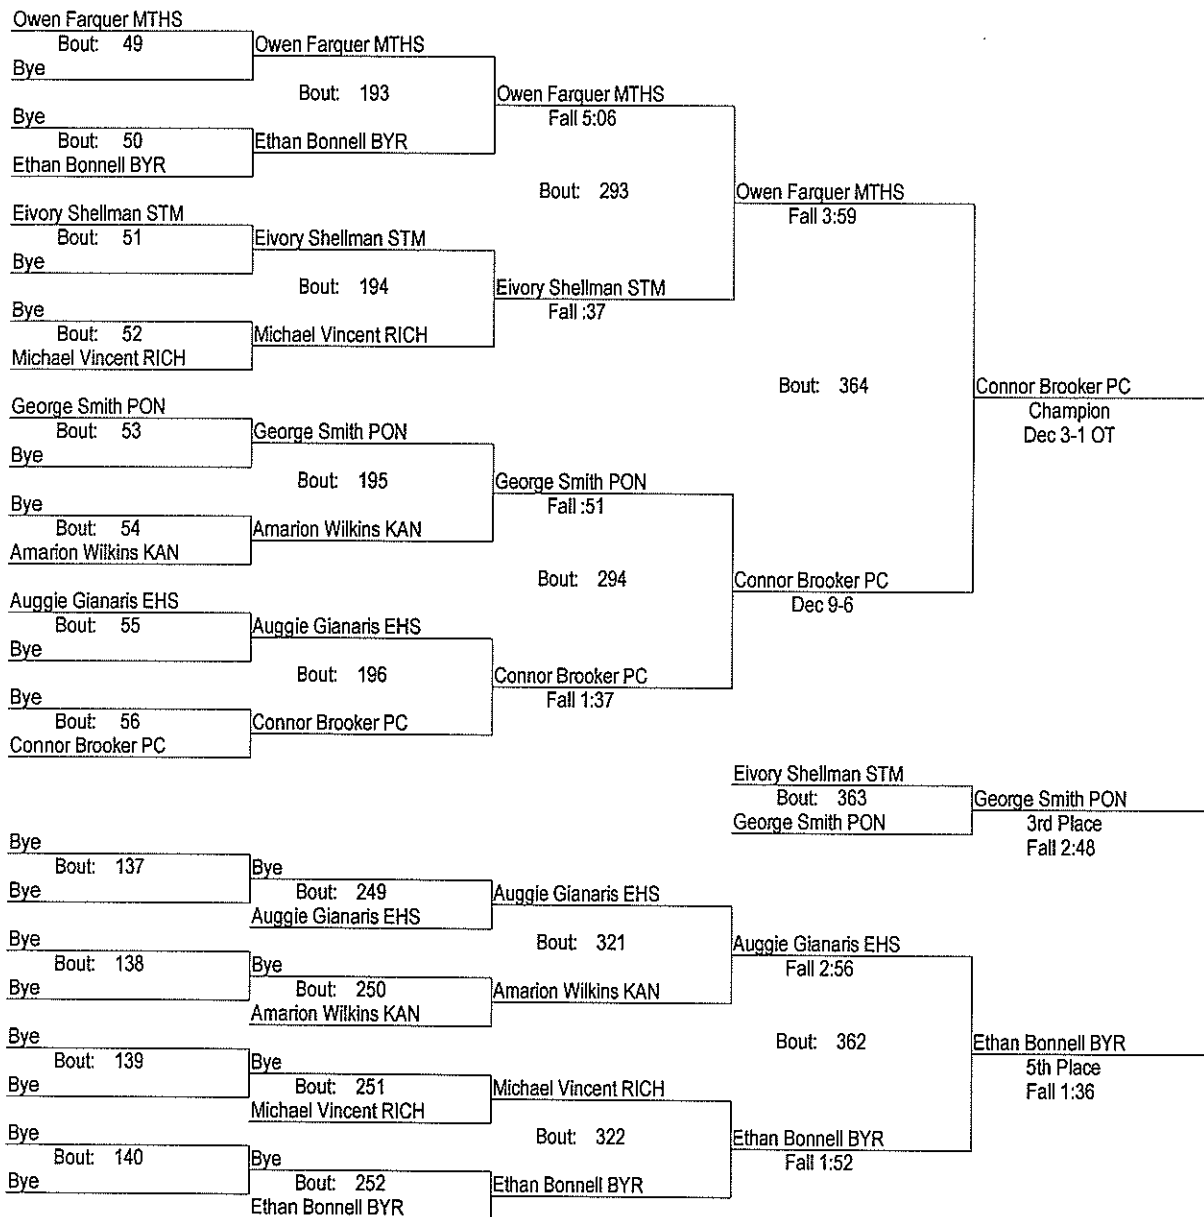 Owen Farquer MTHS
Bout: 49
Bye
Owen Farquer MTHS
Bout: 193
Bye
Bout: 50
Ethan Bonnell BYR
Ethan Bonnell BYR
Owen Farquer MTHS
Fall 5:06
Bout: 293
Eivory Shellman STM
Bout: 51
Bye
Eivory Shellman STM
Bout: 194
Bye
Bout: 52
Michael Vincent RICH
Michael Vincent RICH
Eivory Shellman STM
Fall :37
Owen Farquer MTHS
Fall 3:59
Bout: 364
George Smith PON
Bout: 53
Bye
George Smith PON
Bout: 195
Bye
Bout: 54
Amarion Wilkins KAN
Amarion Wilkins KAN
George Smith PON
Fall :51
Bout: 294
Auggie Gianaris EHS
Bout: 55
Bye
Auggie Gianaris EHS
Bout: 196
Bye
Bout: 56
Connor Brooker PC
Connor Brooker PC
Connor Brooker PC
Fall 1:37
Connor Brooker PC
Dec 9-6
Connor Brooker PC
Champion
Dec 3-1 OT
Eivory Shellman STM
Bout: 363
George Smith PON
George Smith PON
3rd Place
Fall 2:48
Bye
Bout: 137
Bye
Bye
Bout: 249
Auggie Gianaris EHS
Auggie Gianaris EHS
Bout: 321
Bye
Bout: 138
Bye
Bye
Bout: 250
Amarion Wilkins KAN
Amarion Wilkins KAN
Auggie Gianaris EHS
Fall 2:56
Bout: 362
Bye
Bout: 139
Bye
Bye
Bout: 251
Michael Vincent RICH
Michael Vincent RICH
Bout: 322
Bye
Bout: 140
Bye
Bye
Bout: 252
Ethan Bonnell BYR
Ethan Bonnell BYR
Ethan Bonnell BYR
Fall 1:52
Ethan Bonnell BYR
5th Place
Fall 1:36